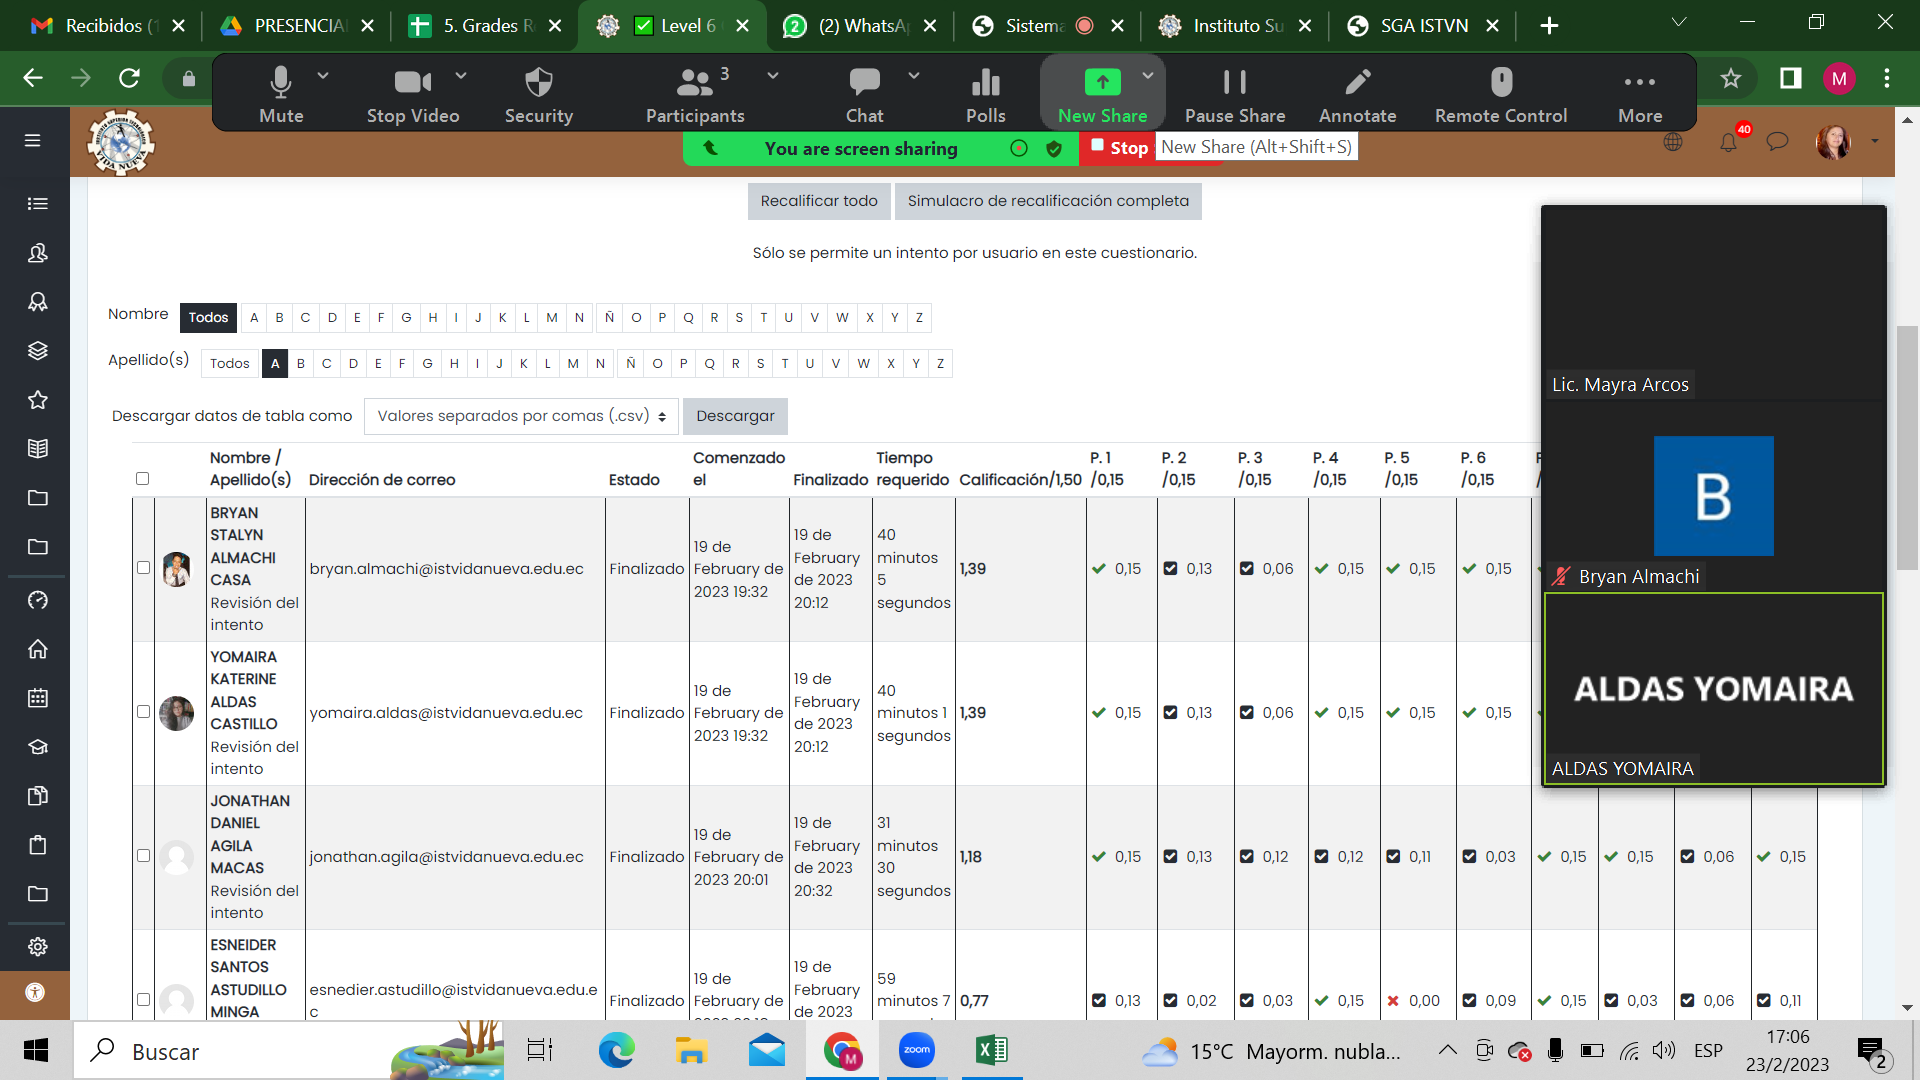 Recibidos (1
PRESENCIAL
5. Grades R
Level 6
(2) WhatsAp
Sistema
Instituto Su
SGA ISTVN
Mute
Stop Video
Security
3
Participants
Chat
Polls
New Share
Pause Share
Annotate
Remote Control
More
M
You are screen sharing
Stop
New Share (Alt+Shift+S)
40
Recalificar todo
Simulacro de recalificación completa
Sólo se permite un intento por usuario en este cuestionario.
Nombre Todos A B C D E F G H I J K L M N Ñ O P Q R S T U V W X Y Z
Apellido(s) Todos A B C D E F G H I J K L M N Ñ O P Q R S T U V W X Y Z
Descargar datos de tabla como Valores separados por comas (.csv) Descargar
Nombre / Apellido(s) Dirección de correo Estado Comenzado el Finalizado Tiempo requerido Calificación/1,50 P. 1 /0,15 P. 2 /0,15 P. 3 /0,15 P. 4 /0,15 P. 5 /0,15 P. 6 /0,15
BRYAN STALYN ALMACHI CASA Revisión del intento bryan.almachi@istvidanueva.edu.ec Finalizado 19 de February de 2023 19:32 19 de February de 2023 20:12 40 minutos 5 segundos 1,39 0,15 0,13 0,06 0,15 0,15 0,15
YOMAIRA KATERINE ALDAS CASTILLO Revisión del intento yomaira.aldas@istvidanueva.edu.ec Finalizado 19 de February de 2023 19:32 19 de February de 2023 20:12 40 minutos 1 segundos 1,39 0,15 0,13 0,06 0,15 0,15 0,15
JONATHAN DANIEL AGILA MACAS Revisión del intento jonathan.agila@istvidanueva.edu.ec Finalizado 19 de February de 2023 20:01 19 de February de 2023 20:32 31 minutos 30 segundos 1,18 0,15 0,13 0,12 0,12 0,11 0,03 0,15 0,15 0,06 0,15
ESNEIDER SANTOS ASTUDILLO MINGA esnedier.astudillo@istvidanueva.edu.ec Finalizado 19 de February de 19 de February de 2023 59 minutos 7 0,77 0,13 0,02 0,03 0,15 0,00 0,09 0,15 0,03 0,06 0,11
Lic. Mayra Arcos
B
Bryan Almachi
ALDAS YOMAIRA
ALDAS YOMAIRA
Buscar
M
zoom
15°C Mayorm. nubla...
ESP
17:06
23/2/2023
2